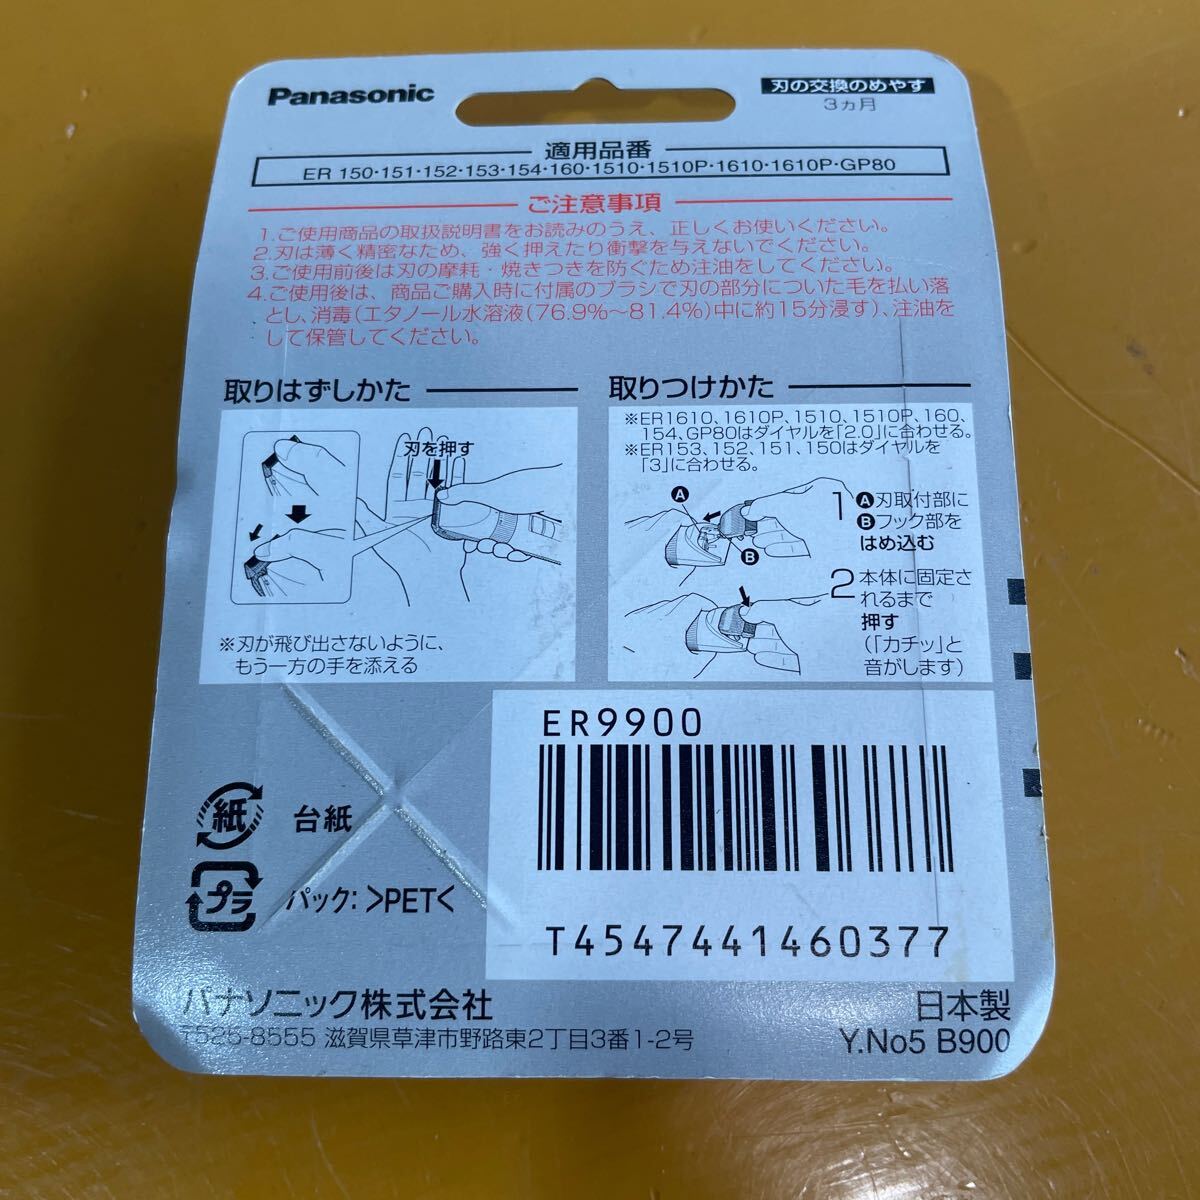 Panasonic
刃の交換のめやす
3ヵ月
適用品番
ER 150·151·152·153·154·160·1510·1510P·1610·1610P·GP80
ご注意事項
1.ご使用商品の取扱説明書をお読みのうえ、正しくお使いください。
2.刃は薄く精密なため、強く押えたり衝撃を与えないでください。
3.ご使用前後は刃の摩耗・焼きつきを防ぐため注油をしてください。
4.ご使用後は、商品ご購入時に付属のブラシで刃の部分についた毛を払い落
とし、消毒(エタノール水溶液(76.9%〜81.4%)中に約15分浸す)、注油を
して保管してください。
取りはずしかた
刃を押す
※刃が飛び出さないように、
もう一方の手を添える
取りつけかた
※ER1610、1610P、1510、1510P、160、
154、GP80はダイヤルを「2.0」に合わせる。
※ER153、152、151、150はダイヤルを
「3」に合わせる。
A
B
1 A刃取付部に
Bフック部を
はめ込む
2 本体に固定さ
れるまで
押す
(「カチッ」と
音がします)
ER9900
T4547441460377
紙 台紙
プラ パック: >PET<
パナソニック株式会社
〒525-8555 滋賀県草津市野路東2丁目3番1-2号
日本製
Y.No5 B900